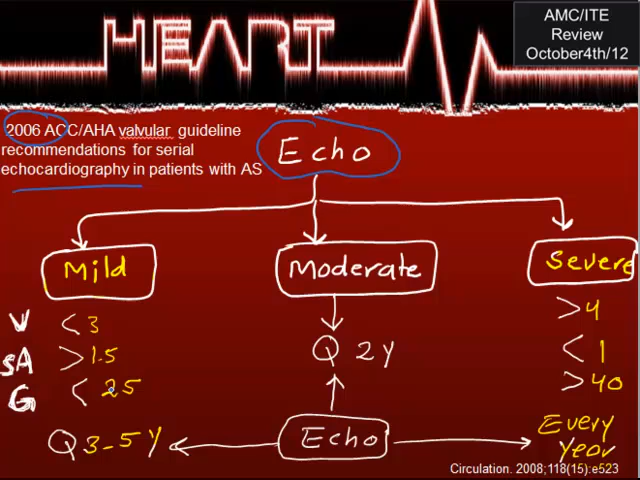 HEART
AMC/ITE
Review
October4th/12
2006 ACC/AHA valvular guideline
recommendations for serial
echocardiography in patients with AS
Echo
Mild
Moderate
Severe
V < 3
>4
SA > 1.5
Q 2Y
< 1
G < 25
>40
Q 3-5 Y
Echo
Every
year
Circulation. 2008;118(15):e523